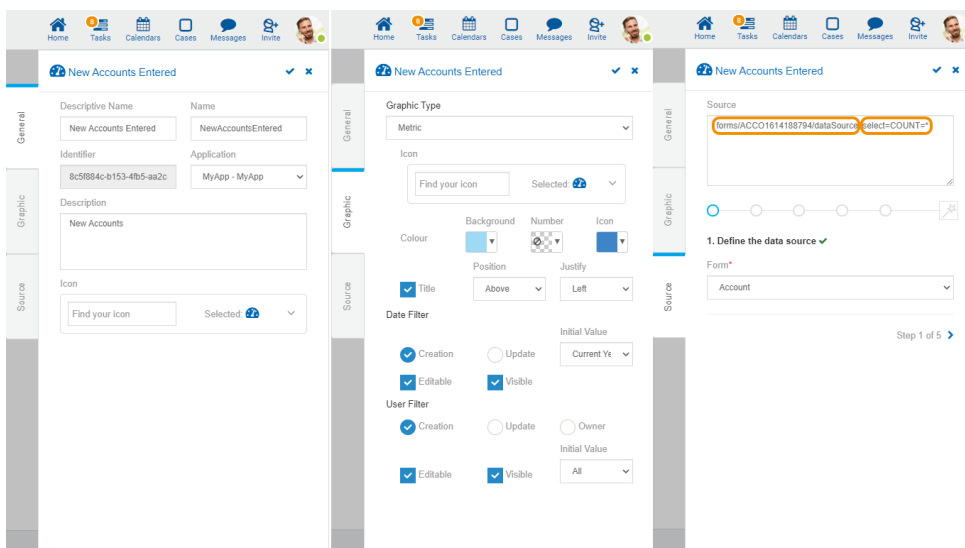 8
Home Tasks Calendars Cases Messages Invite
New Accounts Entered
General
Graphic
Source
Descriptive Name Name
New Accounts Entered NewAccountsEntered
Identifier Application
8c5f884c-b153-4fb5-aa2c MyApp - MyApp
Description
New Accounts
Icon
Find your icon Selected:
8
Home Tasks Calendars Cases Messages Invite
New Accounts Entered
General
Graphic
Source
Graphic Type
Metric
Icon
Find your icon Selected:
Background Number Icon
Colour
Position Justify
Title Above Left
Date Filter
Initial Value
Creation Update Current Ye
Editable Visible
User Filter
Creation Update Owner
Initial Value
Editable Visible All
8
Home Tasks Calendars Cases Messages Invite
New Accounts Entered
General
Graphic
Source
Source
forms/ACCO1614188794/dataSource select=COUNT=*
1. Define the data source
Form*
Account
Step 1 of 5